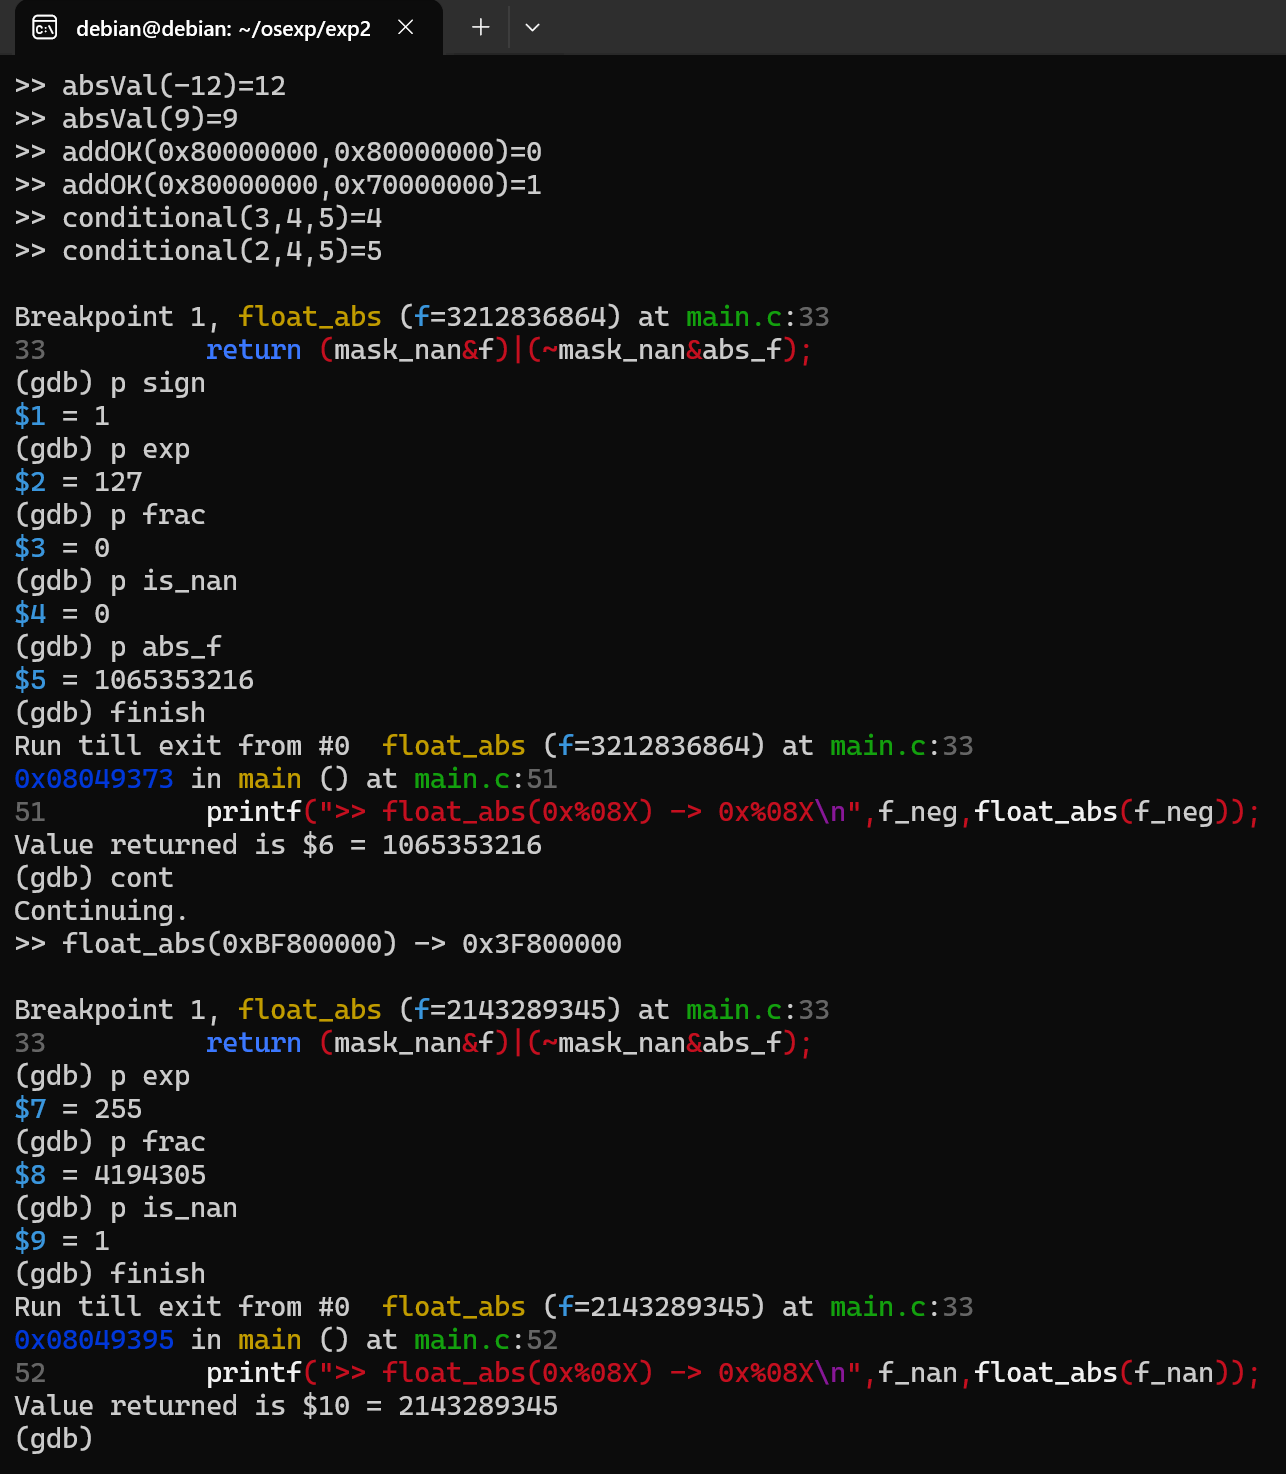 debian@debian: ~/osexp/exp2
>> absVal(-12)=12
>> absVal(9)=9
>> addOK(0x80000000,0x80000000)=0
>> addOK(0x80000000,0x70000000)=1
>> conditional(3,4,5)=4
>> conditional(2,4,5)=5
Breakpoint 1, float_abs (f=3212836864) at main.c:33
33          return (mask_nan&f)|(~mask_nan&abs_f);
(gdb) p sign
$1 = 1
(gdb) p exp
$2 = 127
(gdb) p frac
$3 = 0
(gdb) p is_nan
$4 = 0
(gdb) p abs_f
$5 = 1065353216
(gdb) finish
Run till exit from #0  float_abs (f=3212836864) at main.c:33
0x08049373 in main () at main.c:51
51          printf(">> float_abs(0x%08X) -> 0x%08X\n",f_neg,float_abs(f_neg));
Value returned is $6 = 1065353216
(gdb) cont
Continuing.
>> float_abs(0xBF800000) -> 0x3F800000
Breakpoint 1, float_abs (f=2143289345) at main.c:33
33          return (mask_nan&f)|(~mask_nan&abs_f);
(gdb) p exp
$7 = 255
(gdb) p frac
$8 = 4194305
(gdb) p is_nan
$9 = 1
(gdb) finish
Run till exit from #0  float_abs (f=2143289345) at main.c:33
0x08049395 in main () at main.c:52
52          printf(">> float_abs(0x%08X) -> 0x%08X\n",f_nan,float_abs(f_nan));
Value returned is $10 = 2143289345
(gdb)